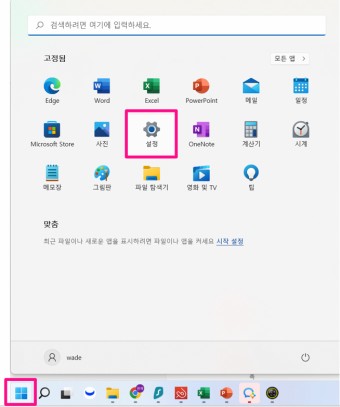 검색하려면 여기에 입력하세요.
고정됨
모든 앱 >
Edge Word Excel PowerPoint 메일 일정
Microsoft Store 사진 설정 OneNote 계산기 시계
메모장 그림판 파일 탐색기 영화 및 TV 팁
맞춤
최근 파일이나 새로운 앱을 표시하려면 파일이나 앱을 켜세요 시작 설정
wade